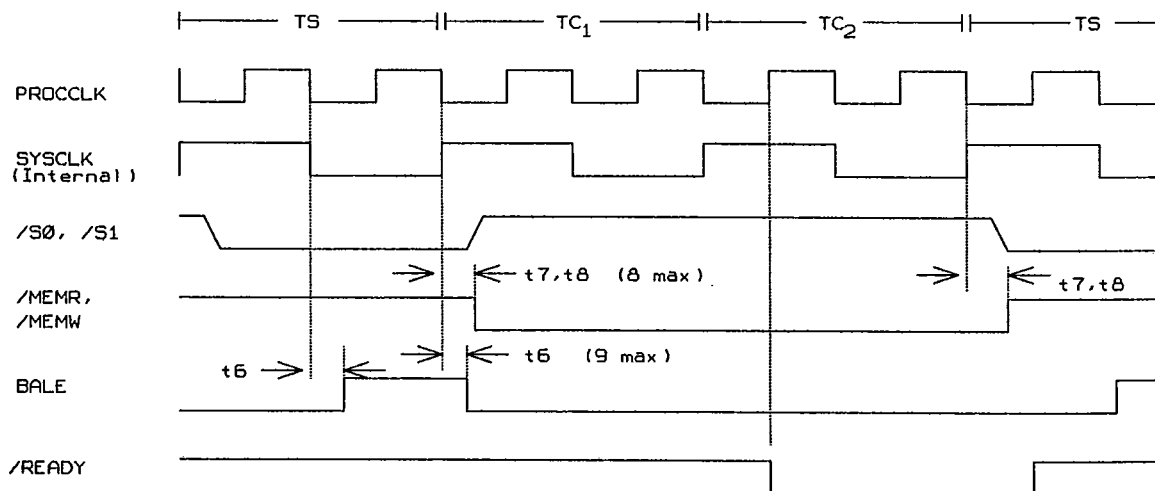 TS TC1 TC2 TS
PROCCLK
SYSCLK
(Internal)
/SØ, /S1
t7,t8 (8 max)
t7,t8
/MEMR,
/MEMW
t6 (9 max)
t6
BALE
/READY